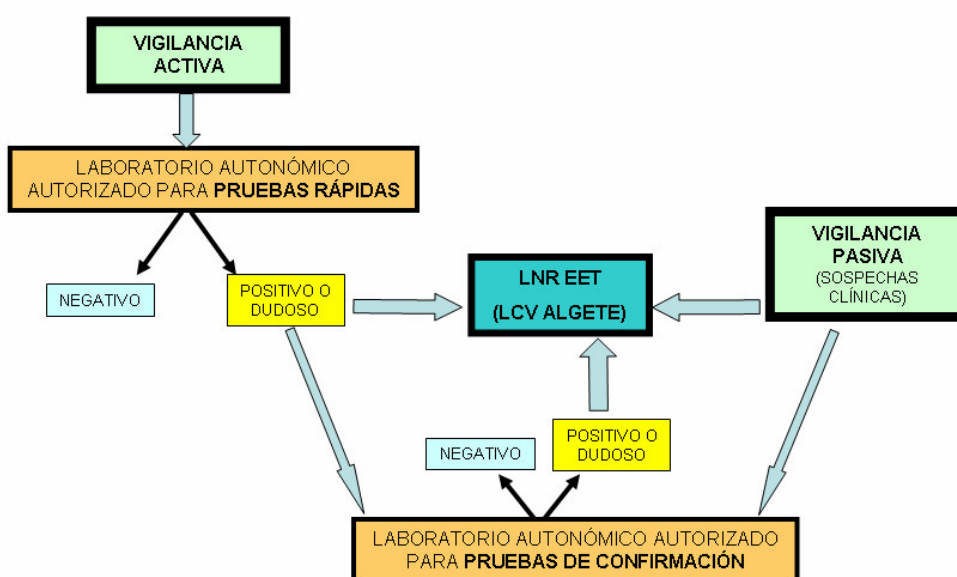 VIGILANCIA
ACTIVA
LABORATORIO AUTONÓMICO
AUTORIZADO PARA PRUEBAS RÁPIDAS
NEGATIVO
POSITIVO O
DUDOSO
LNR EET
(LCV ALGETE)
VIGILANCIA
PASIVA
(SOSPECHAS
CLÍNICAS)
NEGATIVO
POSITIVO O
DUDOSO
LABORATORIO AUTONÓMICO AUTORIZADO
PARA PRUEBAS DE CONFIRMACIÓN